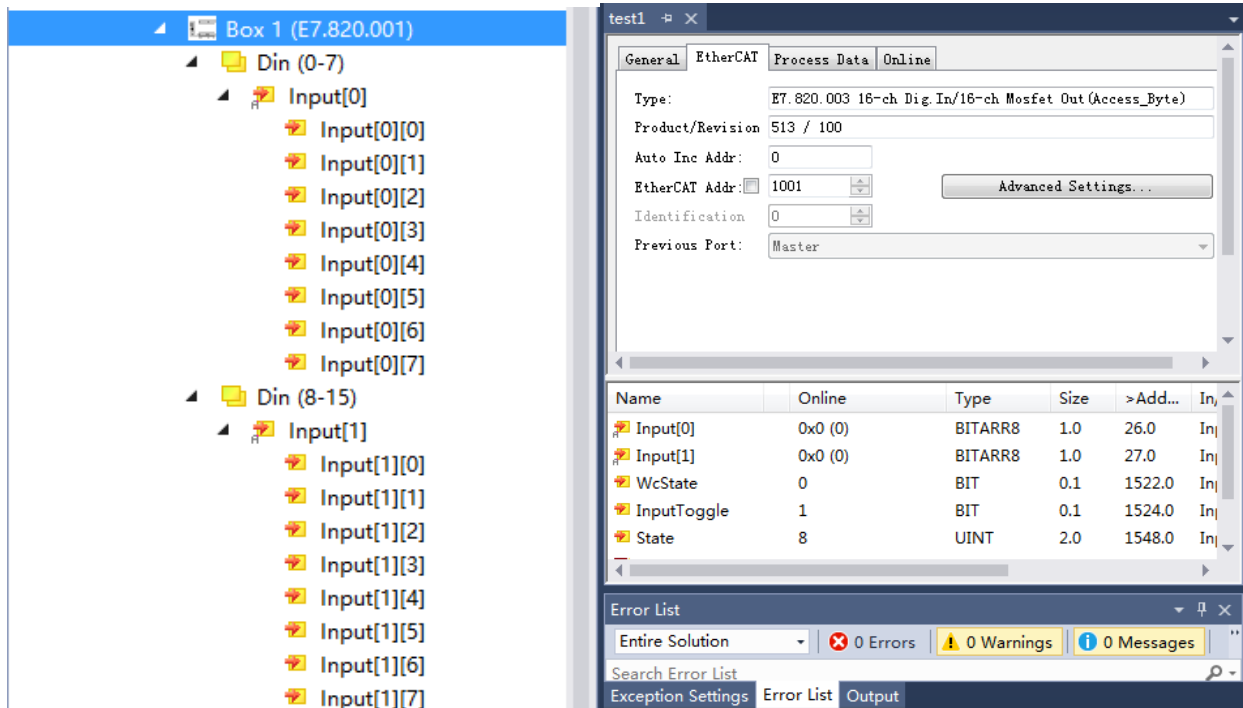 Box 1 (E7.820.001)
Din (0-7)
Input[0]
Input[0][0]
Input[0][1]
Input[0][2]
Input[0][3]
Input[0][4]
Input[0][5]
Input[0][6]
Input[0][7]
Din (8-15)
Input[1]
Input[1][0]
Input[1][1]
Input[1][2]
Input[1][3]
Input[1][4]
Input[1][5]
Input[1][6]
Input[1][7]
test1
General EtherCAT Process Data Online
Type: E7.820.003 16-ch Dig.In/16-ch Mosfet Out(Access_Byte)
Product/Revision 513 / 100
Auto Inc Addr: 0
EtherCAT Addr: 1001 Advanced Settings...
Identification 0
Previous Port: Master
Name Online Type Size >Add... In/
Input[0] 0x0 (0) BITARR8 1.0 26.0 In
Input[1] 0x0 (0) BITARR8 1.0 27.0 In
WcState 0 BIT 0.1 1522.0 In
InputToggle 1 BIT 0.1 1524.0 In
State 8 UINT 2.0 1548.0 In
Error List
Entire Solution 0 Errors 0 Warnings 0 Messages
Search Error List
Exception Settings Error List Output